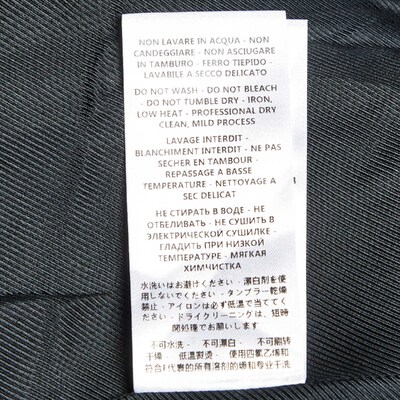 NON LAVARE IN ACQUA - NON
CANDEGGIARE - NON ASCIUGARE
IN TAMBURO - FERRO TIEPIDO -
LAVABILE A SECCO DELICATO
DO NOT WASH - DO NOT BLEACH
- DO NOT TUMBLE DRY - IRON,
LOW HEAT - PROFESSIONAL DRY
CLEAN, MILD PROCESS
LAVAGE INTERDIT -
BLANCHIMENT INTERDIT - NE PAS
SECHER EN TAMBOUR -
REPASSAGE A BASSE
TEMPERATURE - NETTOYAGE A
SEC DELICAT
НЕ СТИРАТЬ В ВОДЕ - НЕ
ОТБЕЛИВАТЬ - НЕ СУШИТЬ В
ЭЛЕКТРИЧЕСКОЙ СУШИЛКЕ -
ГЛАДИТЬ ПРИ НИЗКОЙ
ТЕМПЕРАТУРЕ - МЯГКАЯ
ХИМЧИСТКА
水洗いはお避けください - 漂白剤を使
用しないでください - タンブラー乾燥
禁止 - アイロンは必ず低温で当ててく
ださい - ドライクリーニングは、短時
間処理でお願いします
不可水洗 - 不可漂白 - 不可翻转
干燥 - 低温熨烫 - 使用四氯乙烯和
符合F代表的所有溶剂的缓和专业干洗